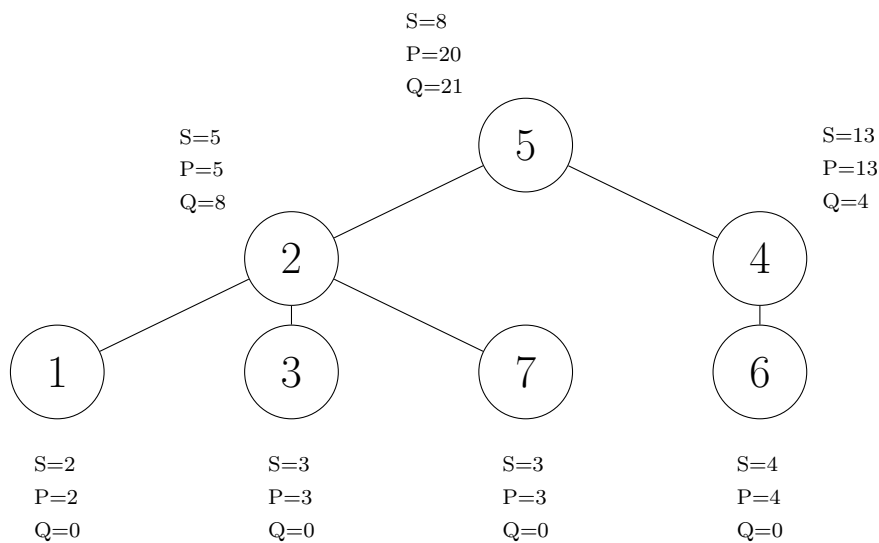 S=8
P=20
Q=21
5
S=5
P=5
Q=8
2
S=13
P=13
Q=4
4
1
3
7
6
S=2
P=2
Q=0
S=3
P=3
Q=0
S=3
P=3
Q=0
S=4
P=4
Q=0